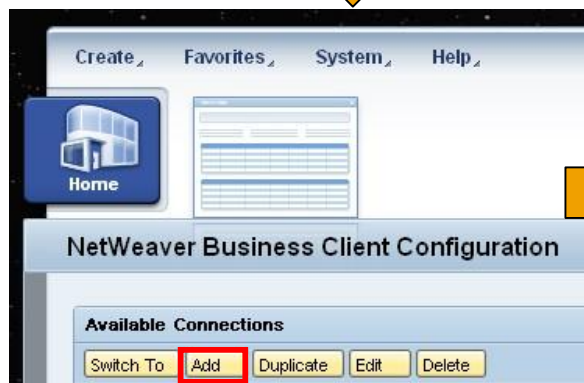 Create Favorites System Help
Home
NetWeaver Business Client Configuration
Available Connections
Switch To Add Duplicate Edit Delete